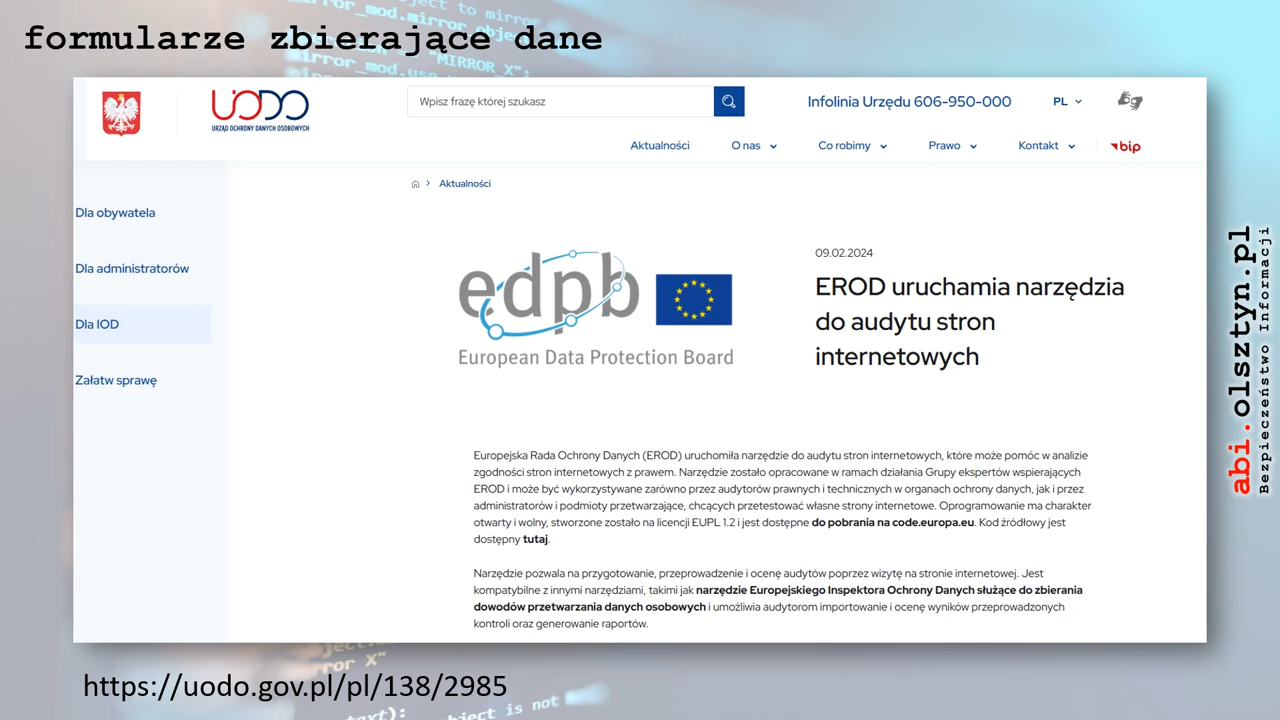 formularze zbierające dane
UODO
URZĄD OCHRONY DANYCH OSOBOWYCH
Wpisz frazę której szukasz
Infolinia Urzędu 606-950-000
PL
Aktualności
O nas
Co robimy
Prawo
Kontakt
bip
Aktualności
Dla obywatela
Dla administratorów
Dla IOD
Załatw sprawę
edpb
European Data Protection Board
09.02.2024
EROD uruchamia narzędzia
do audytu stron
internetowych
Europejska Rada Ochrony Danych (EROD) uruchomiła narzędzie do audytu stron internetowych, które może pomóc w analizie
zgodności stron internetowych z prawem. Narzędzie zostało opracowane w ramach działania Grupy ekspertów wspierających
EROD i może być wykorzystywane zarówno przez audytorów prawnych i technicznych w organach ochrony danych, jak i przez
administratorów i podmioty przetwarzające, chcących przetestować własne strony internetowe. Oprogramowanie ma charakter
otwarty i wolny, stworzone zostało na licencji EUPL 1.2 i jest dostępne do pobrania na code.europa.eu. Kod źródłowy jest
dostępny tutaj.
Narzędzie pozwala na przygotowanie, przeprowadzenie i ocenę audytów poprzez wizytę na stronie internetowej. Jest
kompatybilne z innymi narzędziami, takimi jak narzędzie Europejskiego Inspektora Ochrony Danych służące do zbierania
dowodów przetwarzania danych osobowych i umożliwia audytorom importowanie i ocenę wyników przeprowadzonych
kontroli oraz generowanie raportów.
https://uodo.gov.pl/pl/138/2985
abi.olsztyn.pl
Bezpieczeństwo Informacji